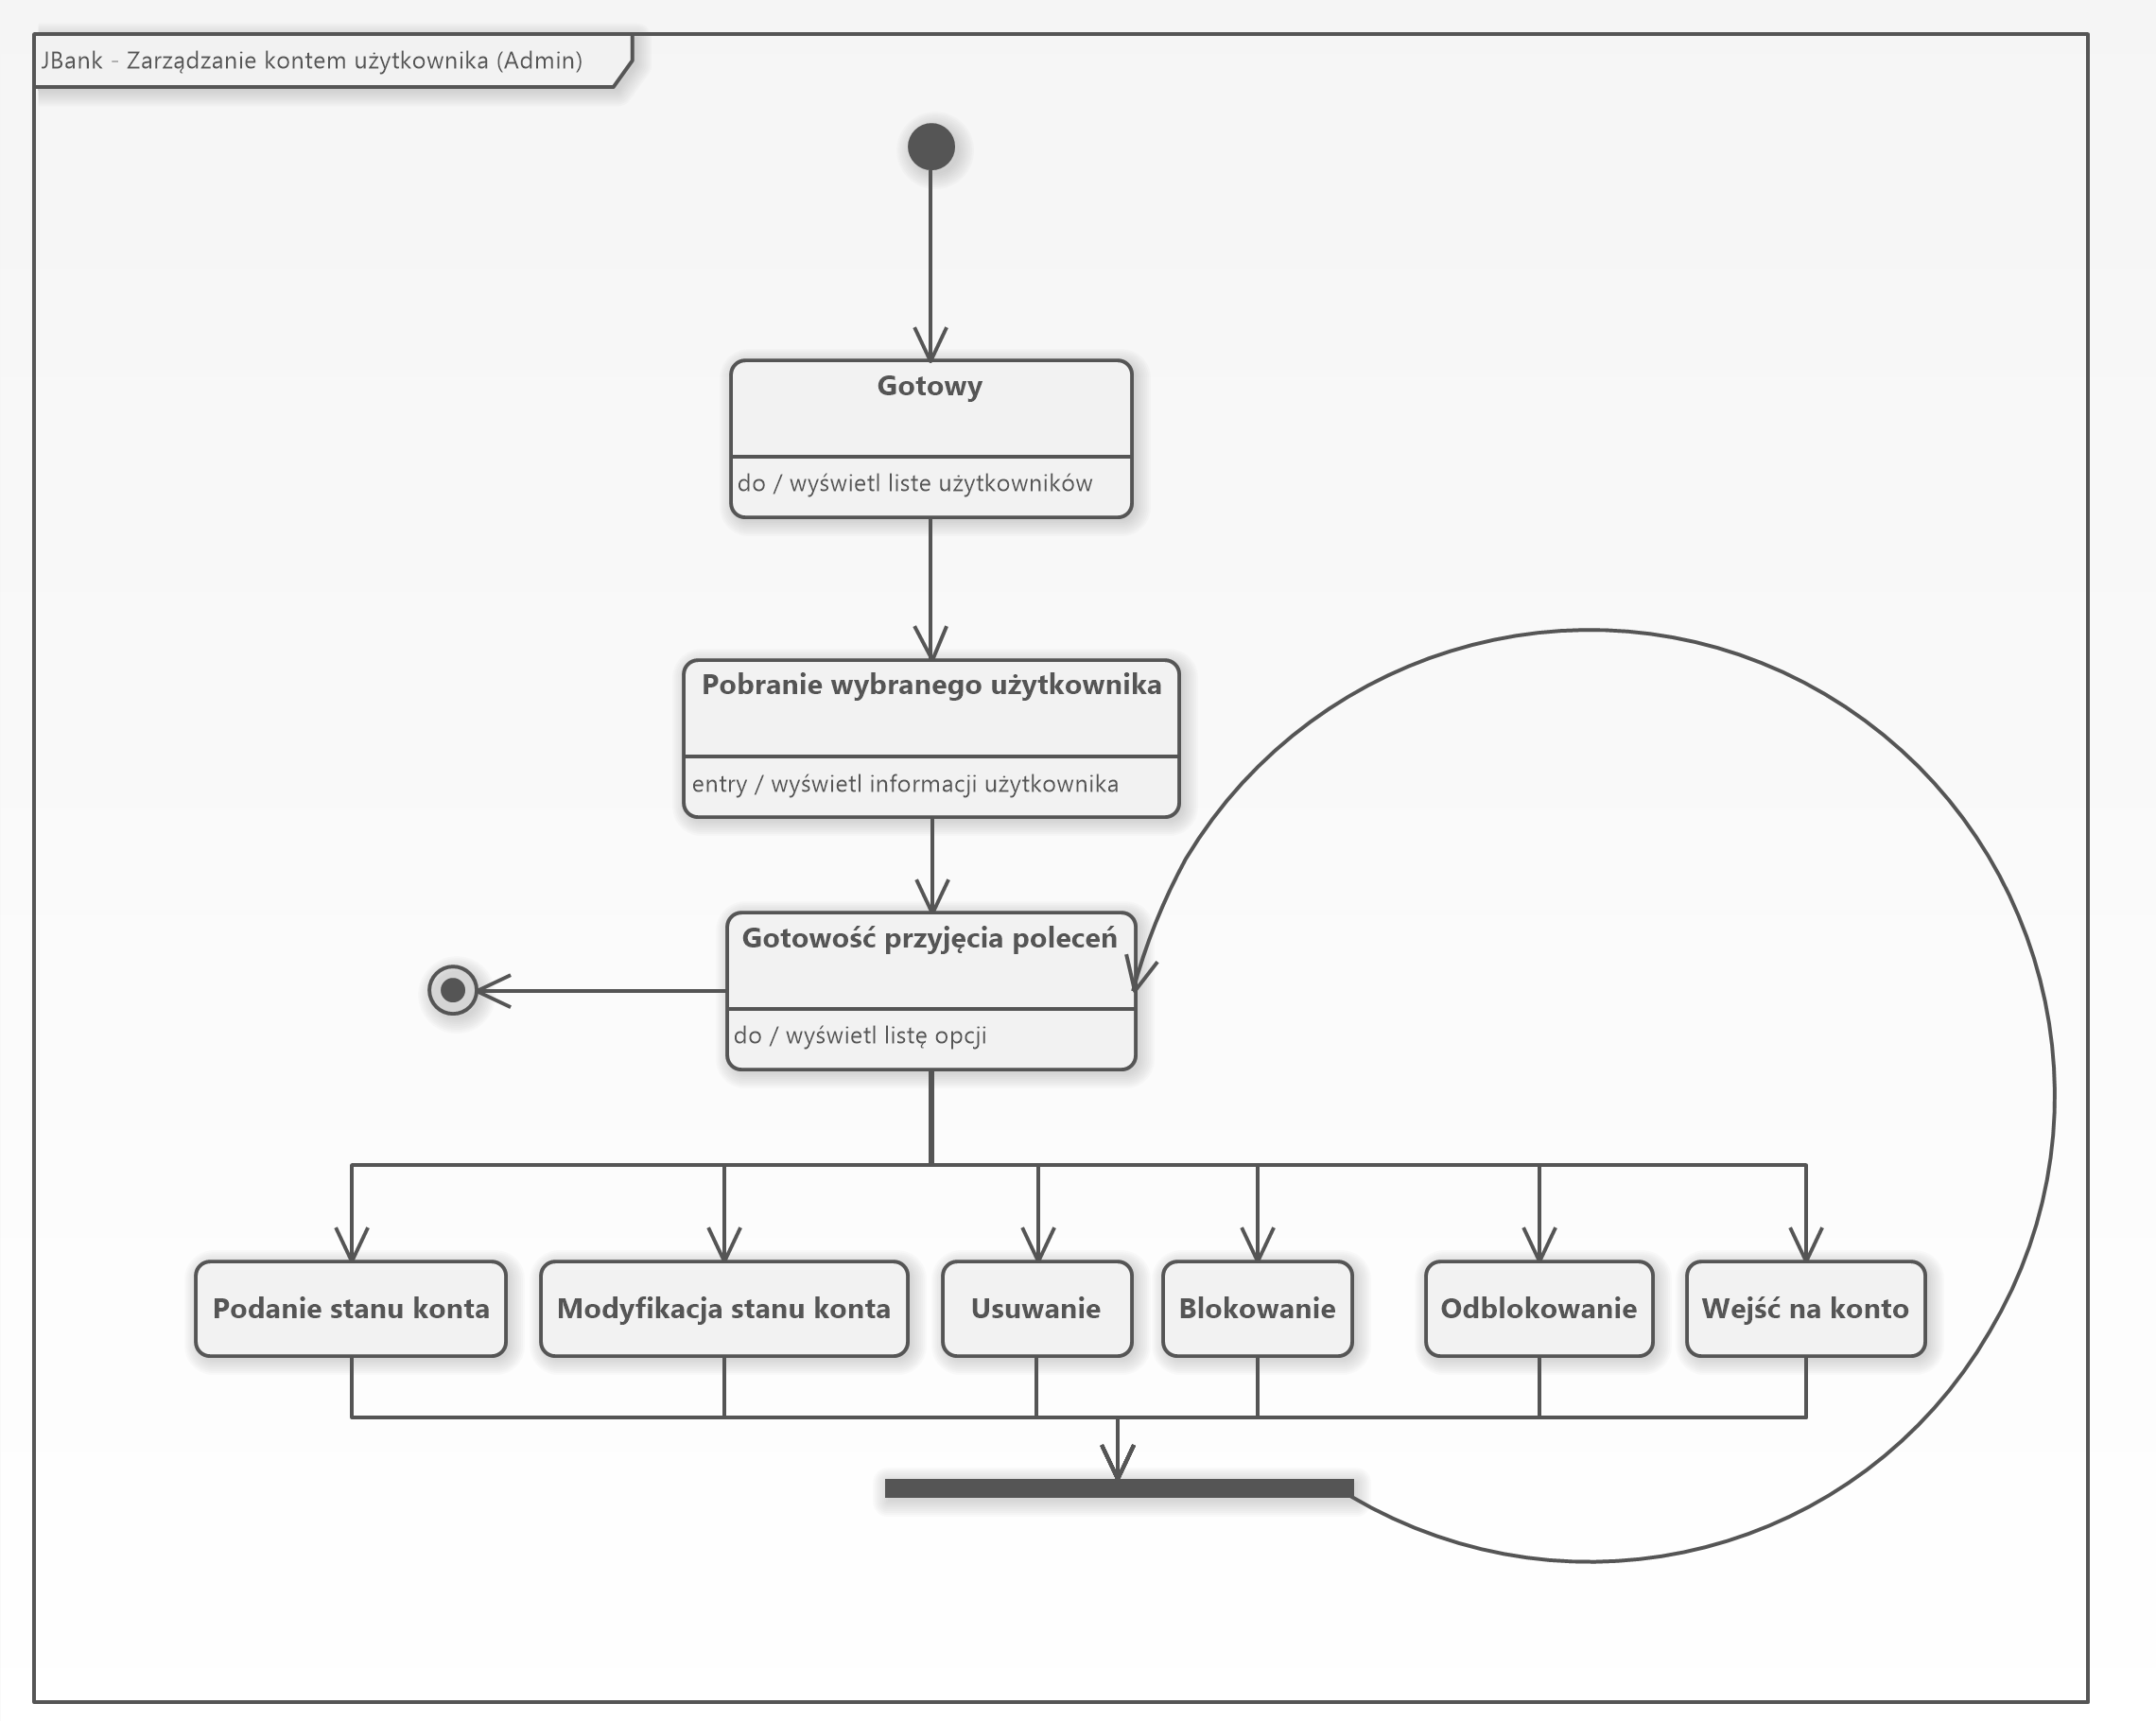 JBank - Zarządzanie kontem użytkownika (Admin)
Gotowy
do / wyświetl liste użytkowników
Pobranie wybranego użytkownika
entry / wyświetl informacji użytkownika
Gotowość przyjęcia poleceń
do / wyświetl listę opcji
Podanie stanu konta
Modyfikacja stanu konta
Usuwanie
Blokowanie
Odblokowanie
Wejść na konto